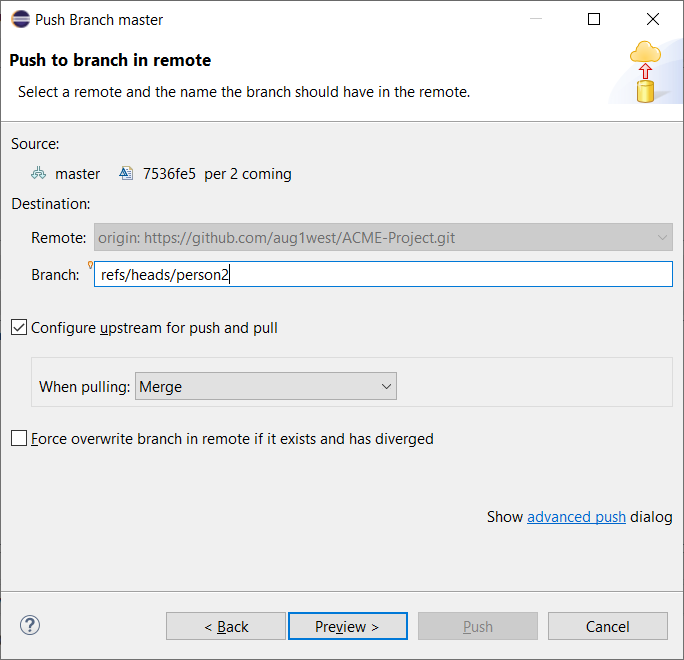 Push Branch master
Push to branch in remote
Select a remote and the name the branch should have in the remote.
Source:
master 7536fe5 per 2 coming
Destination:
Remote: origin: https://github.com/aug1west/ACME-Project.git
Branch: refs/heads/person2
Configure upstream for push and pull
When pulling: Merge
Force overwrite branch in remote if it exists and has diverged
Show advanced push dialog
? < Back Preview > Push Cancel